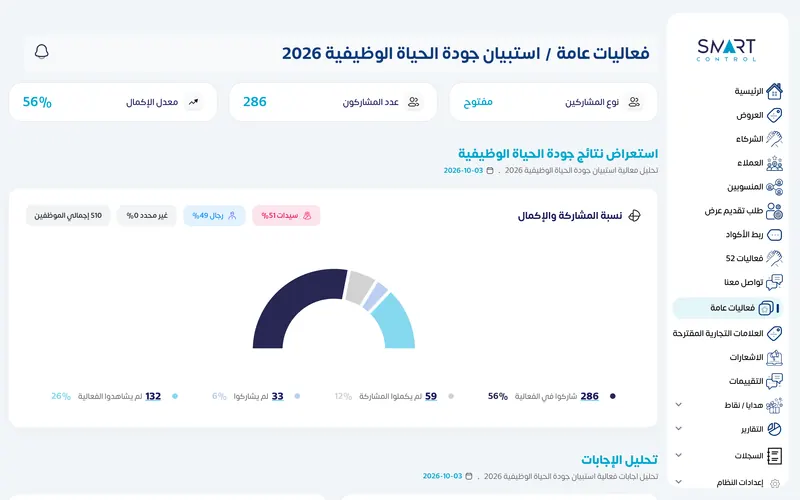 SMART
CONTROL
الرئيسية
العروض
الشركاء
العملاء
المنسوبين
طلب تقديم عرض
ربط الأكواد
فعاليات 52
تواصل معنا
فعاليات عامة
العلامات التجارية المقترحة
الاشعارات
التقييمات
هدايا / نقاط
التقارير
السجلات
إعدادات النظام
فعاليات عامة / استبيان جودة الحياة الوظيفية 2026
نوع المشاركين مفتوح
عدد المشاركون 286
معدل الإكمال 56%
استعراض نتائج جودة الحياة الوظيفية
تحليل فعالية استبيان جودة الحياة الوظيفية 2026 . 2026-10-03
نسبة المشاركة والإكمال
سيدات 51%
رجال 49%
غير محدد 0%
510 إجمالي الموظفين
286 شاركوا في الفعالية 56%
59 لم يكملوا المشاركة 12%
33 لم يشاركوا 6%
132 لم يشاهدوا الفعالية 26%
تحليل الإجابات
تحليل اجابات فعالية استبيان جودة الحياة الوظيفية 2026 . 2026-10-03